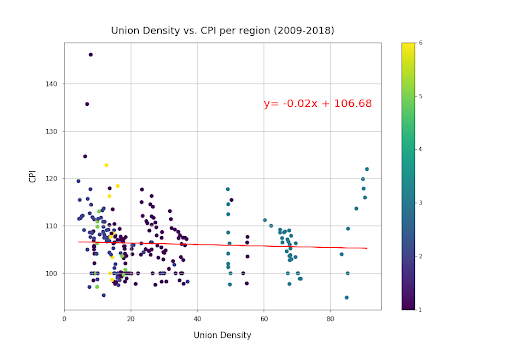 Union Density vs. CPI per region (2009-2018)
y= -0.02x + 106.68
CPI
140
130
120
110
100
0 20 40 60 80
Union Density
6
5
4
3
2
1